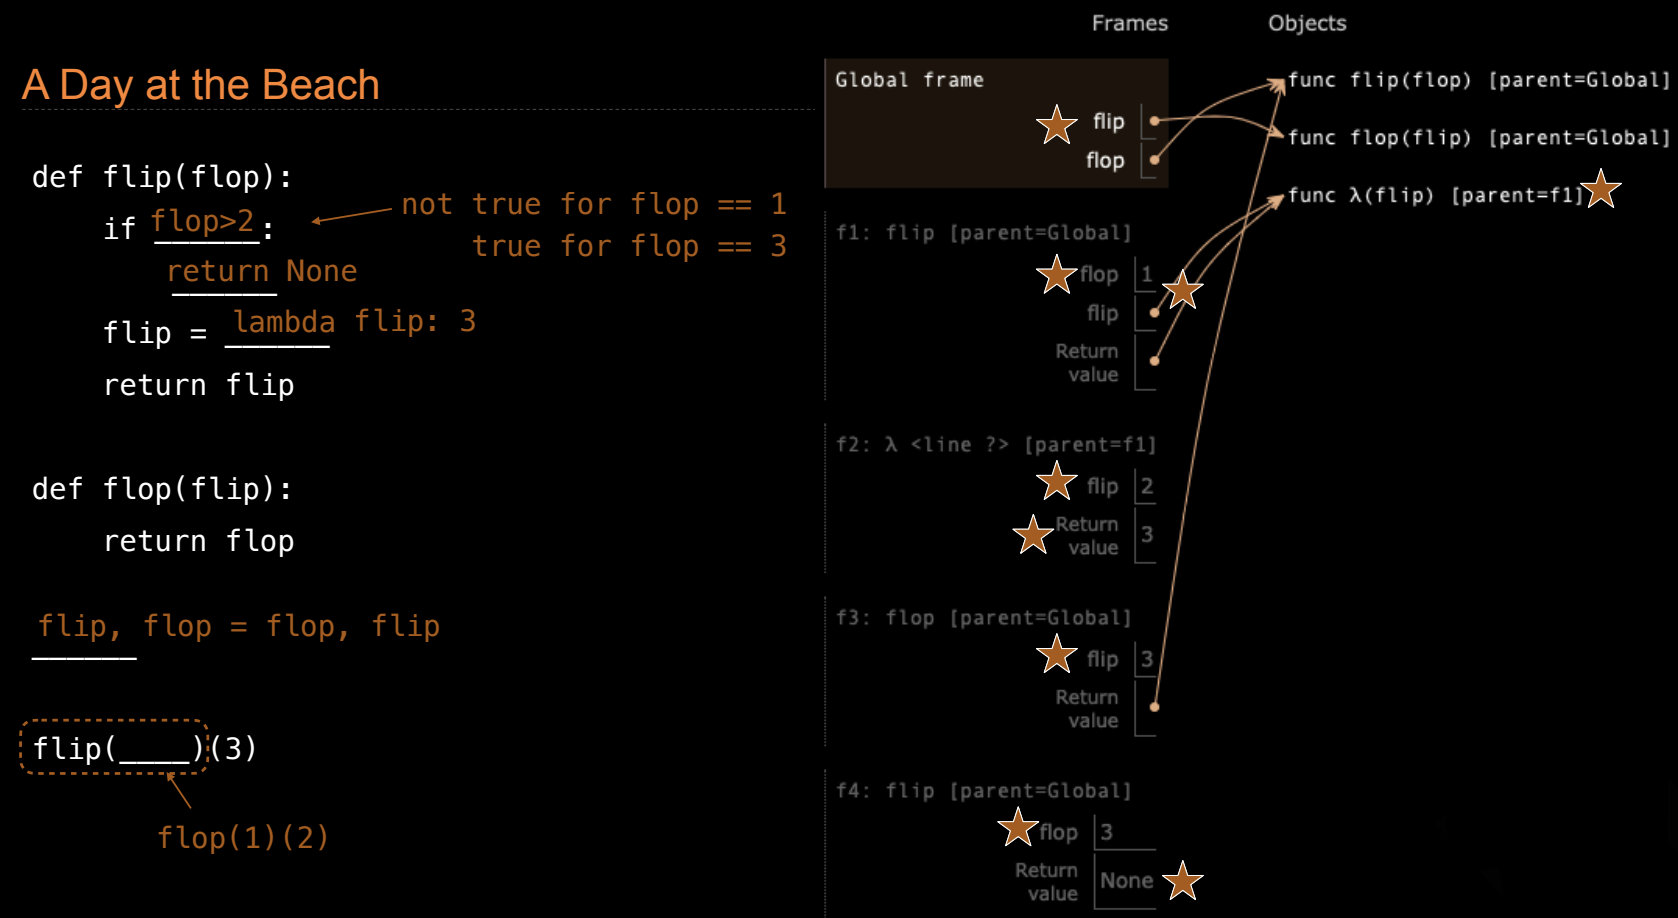 A Day at the Beach
def flip(flop):
if flop>2:
not true for flop == 1
true for flop == 3
return None
flip = lambda flip: 3
return flip
def flop(flip):
return flop
flip, flop = flop, flip
flip(____)(3)
flop(1)(2)
Frames
Objects
Global frame
flip
flop
func flip(flop) [parent=Global]
func flop(flip) [parent=Global]
func λ(flip) [parent=f1]
f1: flip [parent=Global]
flop 1
flip
Return
value
f2: λ <line ?> [parent=f1]
flip 2
Return
value 3
f3: flop [parent=Global]
flip 3
Return
value
f4: flip [parent=Global]
flop 3
Return
value None